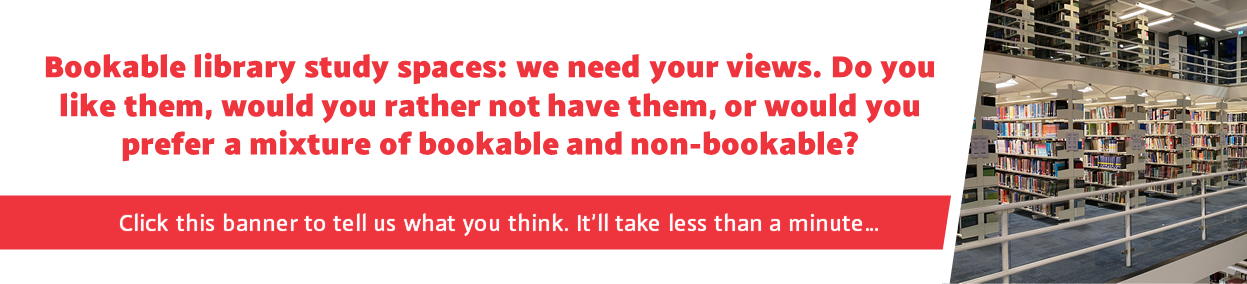 Bookable library study spaces: we need your views. Do you
like them, would you rather not have them, or would you
prefer a mixture of bookable and non-bookable?
Click this banner to tell us what you think. It’ll take less than a minute...